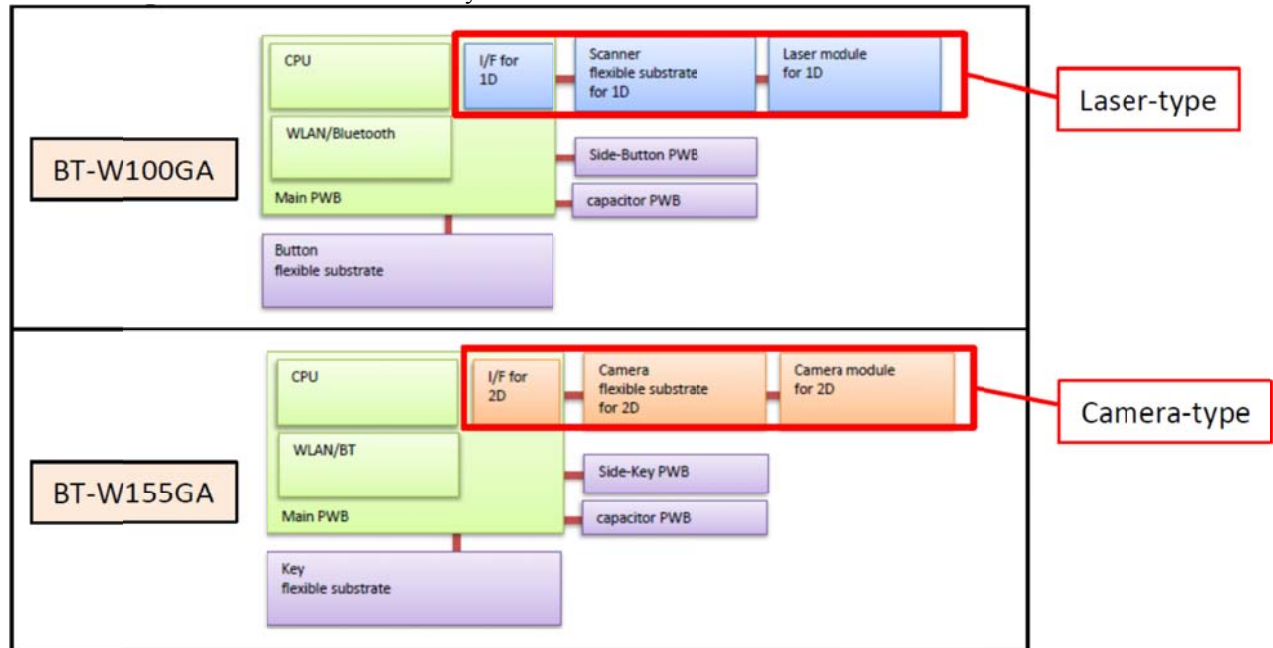 CPU
I/F for
1D
Scanner
flexible substrate
for 1D
Laser module
for 1D
Laser-type
WLAN/Bluetooth
BT-W100GA
Side-Button PWB
Main PWB
capacitor PWB
Button
flexible substrate
CPU
I/F for
2D
Camera
flexible substrate
for 2D
Camera module
for 2D
Camera-type
WLAN/BT
BT-W155GA
Side-Key PWB
Main PWB
capacitor PWB
Key
flexible substrate